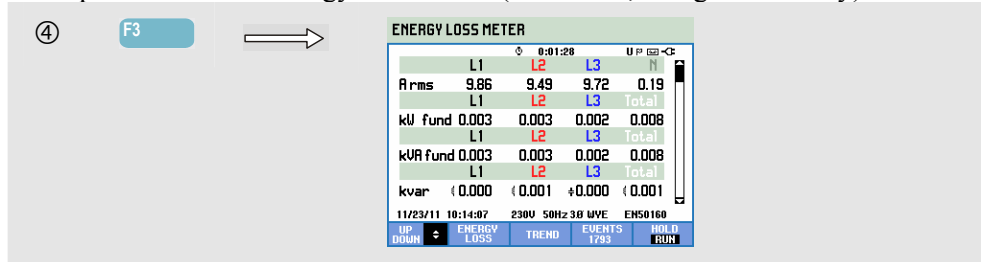 ④ F3
ENERGY LOSS METER
0:01:28 U
L1 L2 L3 N
A rms 9.86 9.49 9.72 0.19
L1 L2 L3 Total
kW fund 0.003 0.003 0.002 0.008
L1 L2 L3 Total
kVA fund 0.003 0.003 0.002 0.008
L1 L2 L3 Total
kvar 0.000 0.001 0.000 0.001
11/23/11 10:14:07 230V 50Hz 3Ø WYE EN50160
UP DOWN ENERGY LOSS TREND EVENTS 1793 HOLD RUN